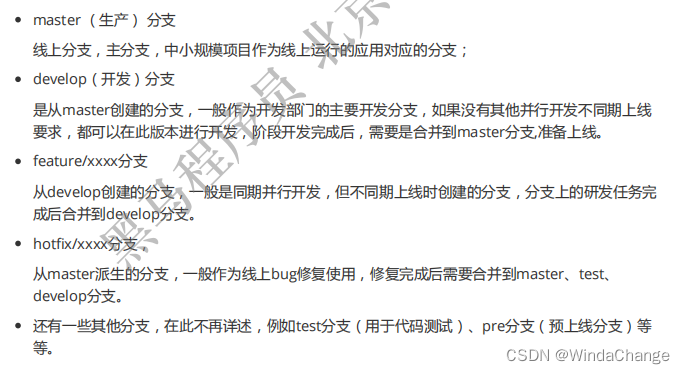 master （生产） 分支
线上分支，主分支，中小规模项目作为线上运行的应用对应的分支；
develop（开发）分支
是从master创建的分支，一般作为开发部门的主要开发分支，如果没有其他并行开发不同期上线
要求，都可以在此版本进行开发，阶段开发完成后，需要是合并到master分支,准备上线。
feature/xxxx分支
从develop创建的分支，一般是同期并行开发，但不同期上线时创建的分支，分支上的研发任务完
成后合并到develop分支。
hotfix/xxxx分支，
从master派生的分支，一般作为线上bug修复使用，修复完成后需要合并到master、test、
develop分支。
还有一些其他分支，在此不再详述，例如test分支（用于代码测试）、pre分支（预上线分支）等
等。
黑马程序员 北京
CSDN @WindaChange